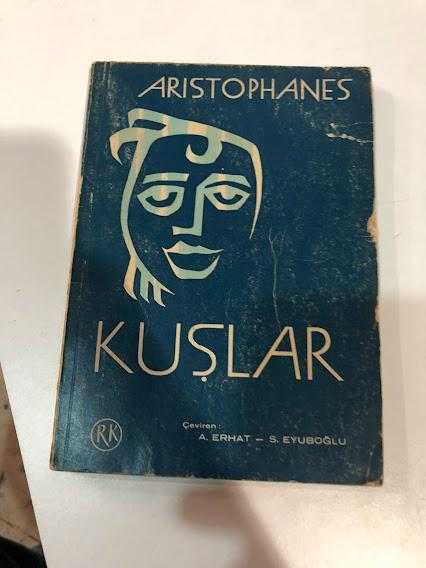 ARISTOPHANES
KUŞLAR
Çeviren :
A. ERHAT — S. EYUBOĞLU
RK